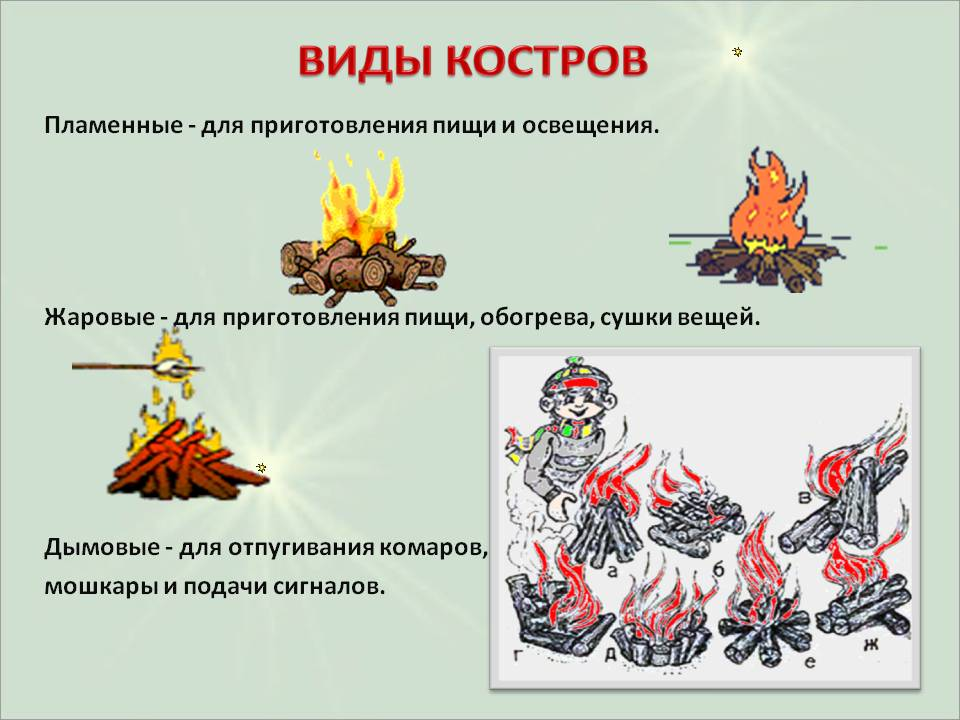 ВИДЫ КОСТРОВ
Пламенные - для приготовления пищи и освещения.
Жаровые - для приготовления пищи, обогрева, сушки вещей.
Дымовые - для отпугивания комаров,
мошкары и подачи сигналов.
а б в
г д е ж